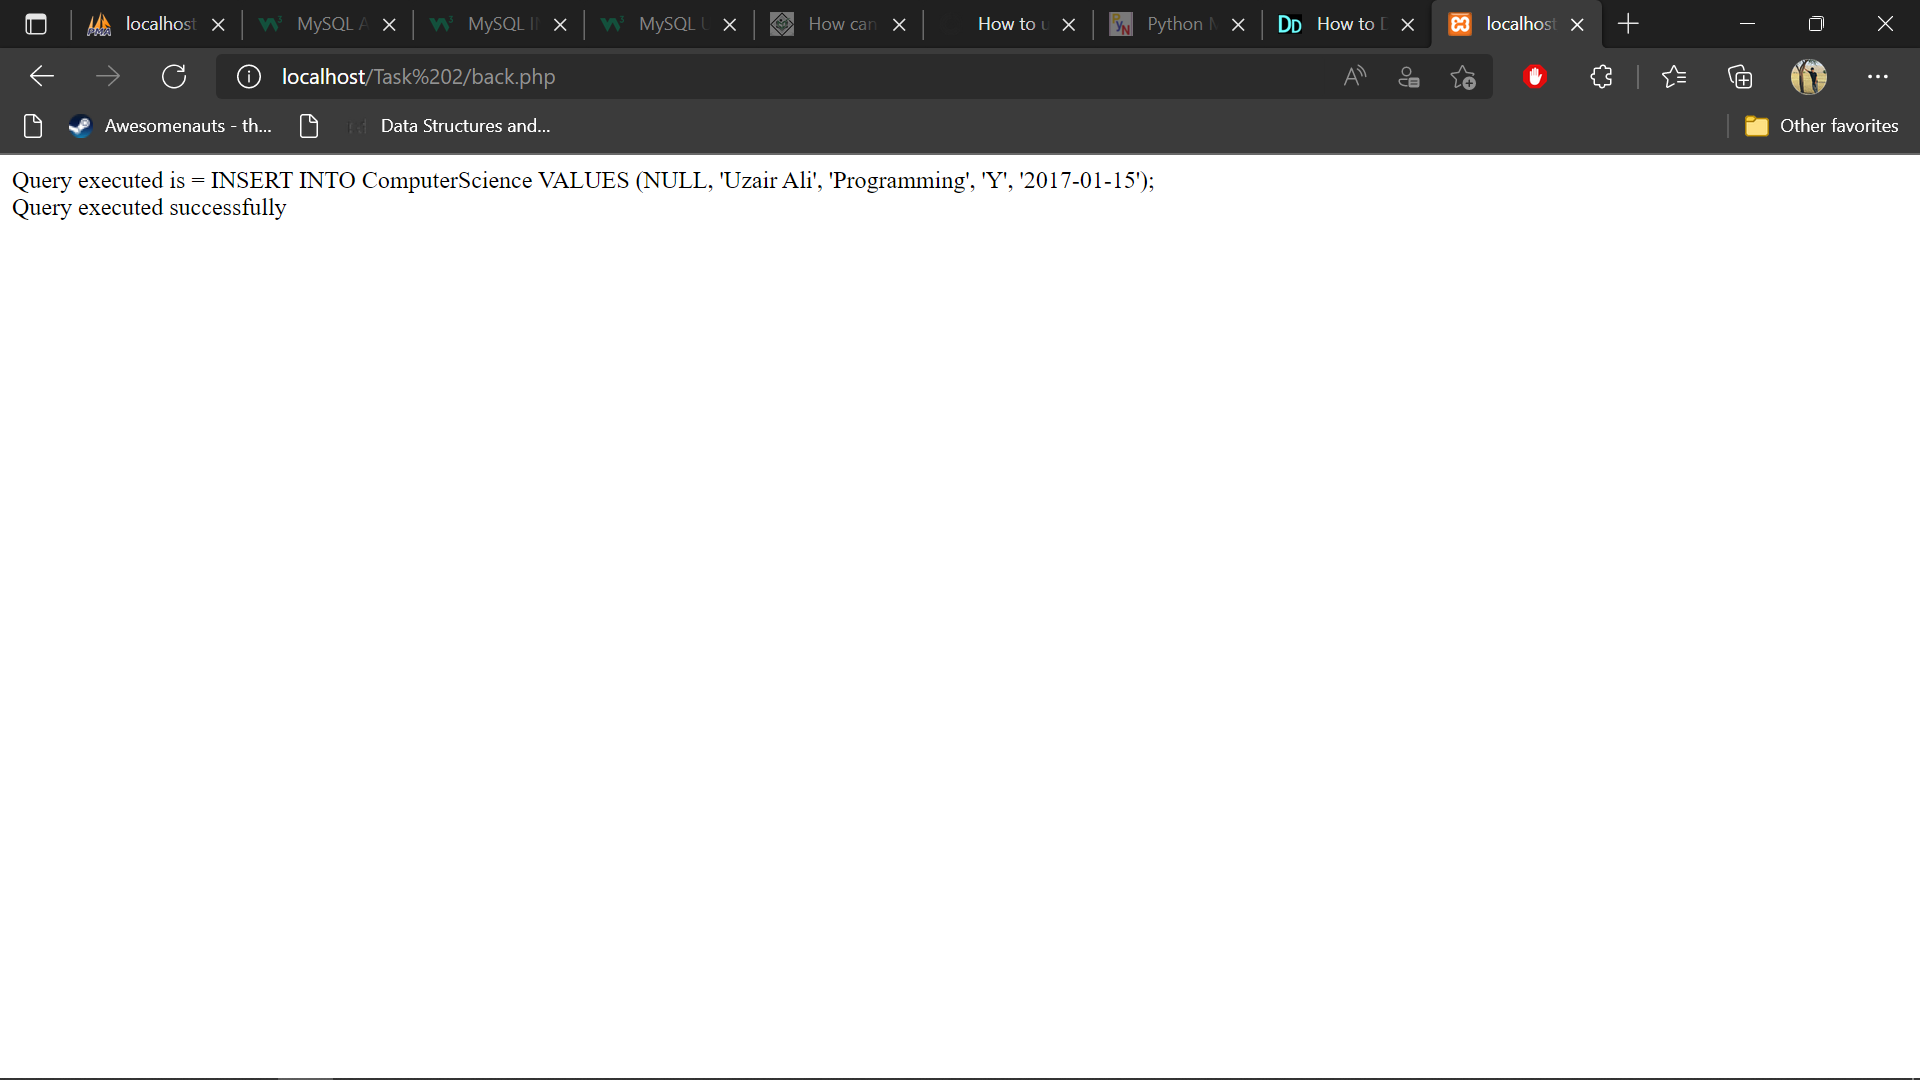 localhost
MySQL
MySQL
MySQL
How can
How to
Python
How to
localhost
localhost/Task%202/back.php
Awesomenauts - th...
Data Structures and...
Other favorites
Query executed is = INSERT INTO ComputerScience VALUES (NULL, 'Uzair Ali', 'Programming', 'Y', '2017-01-15');
Query executed successfully